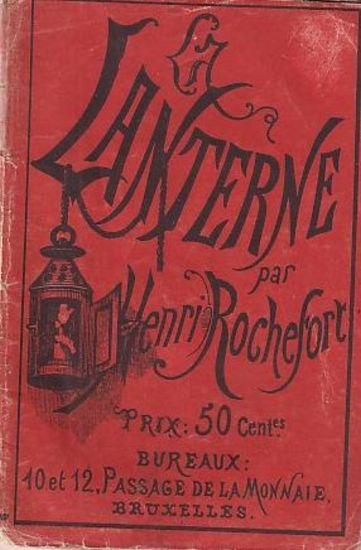 La
LANTERNE
par
Henri Rochefort
PRIX: 50 Centes.
BUREAUX:
10 et 12, PASSAGE DE LA MONNAIE,
BRUXELLES.